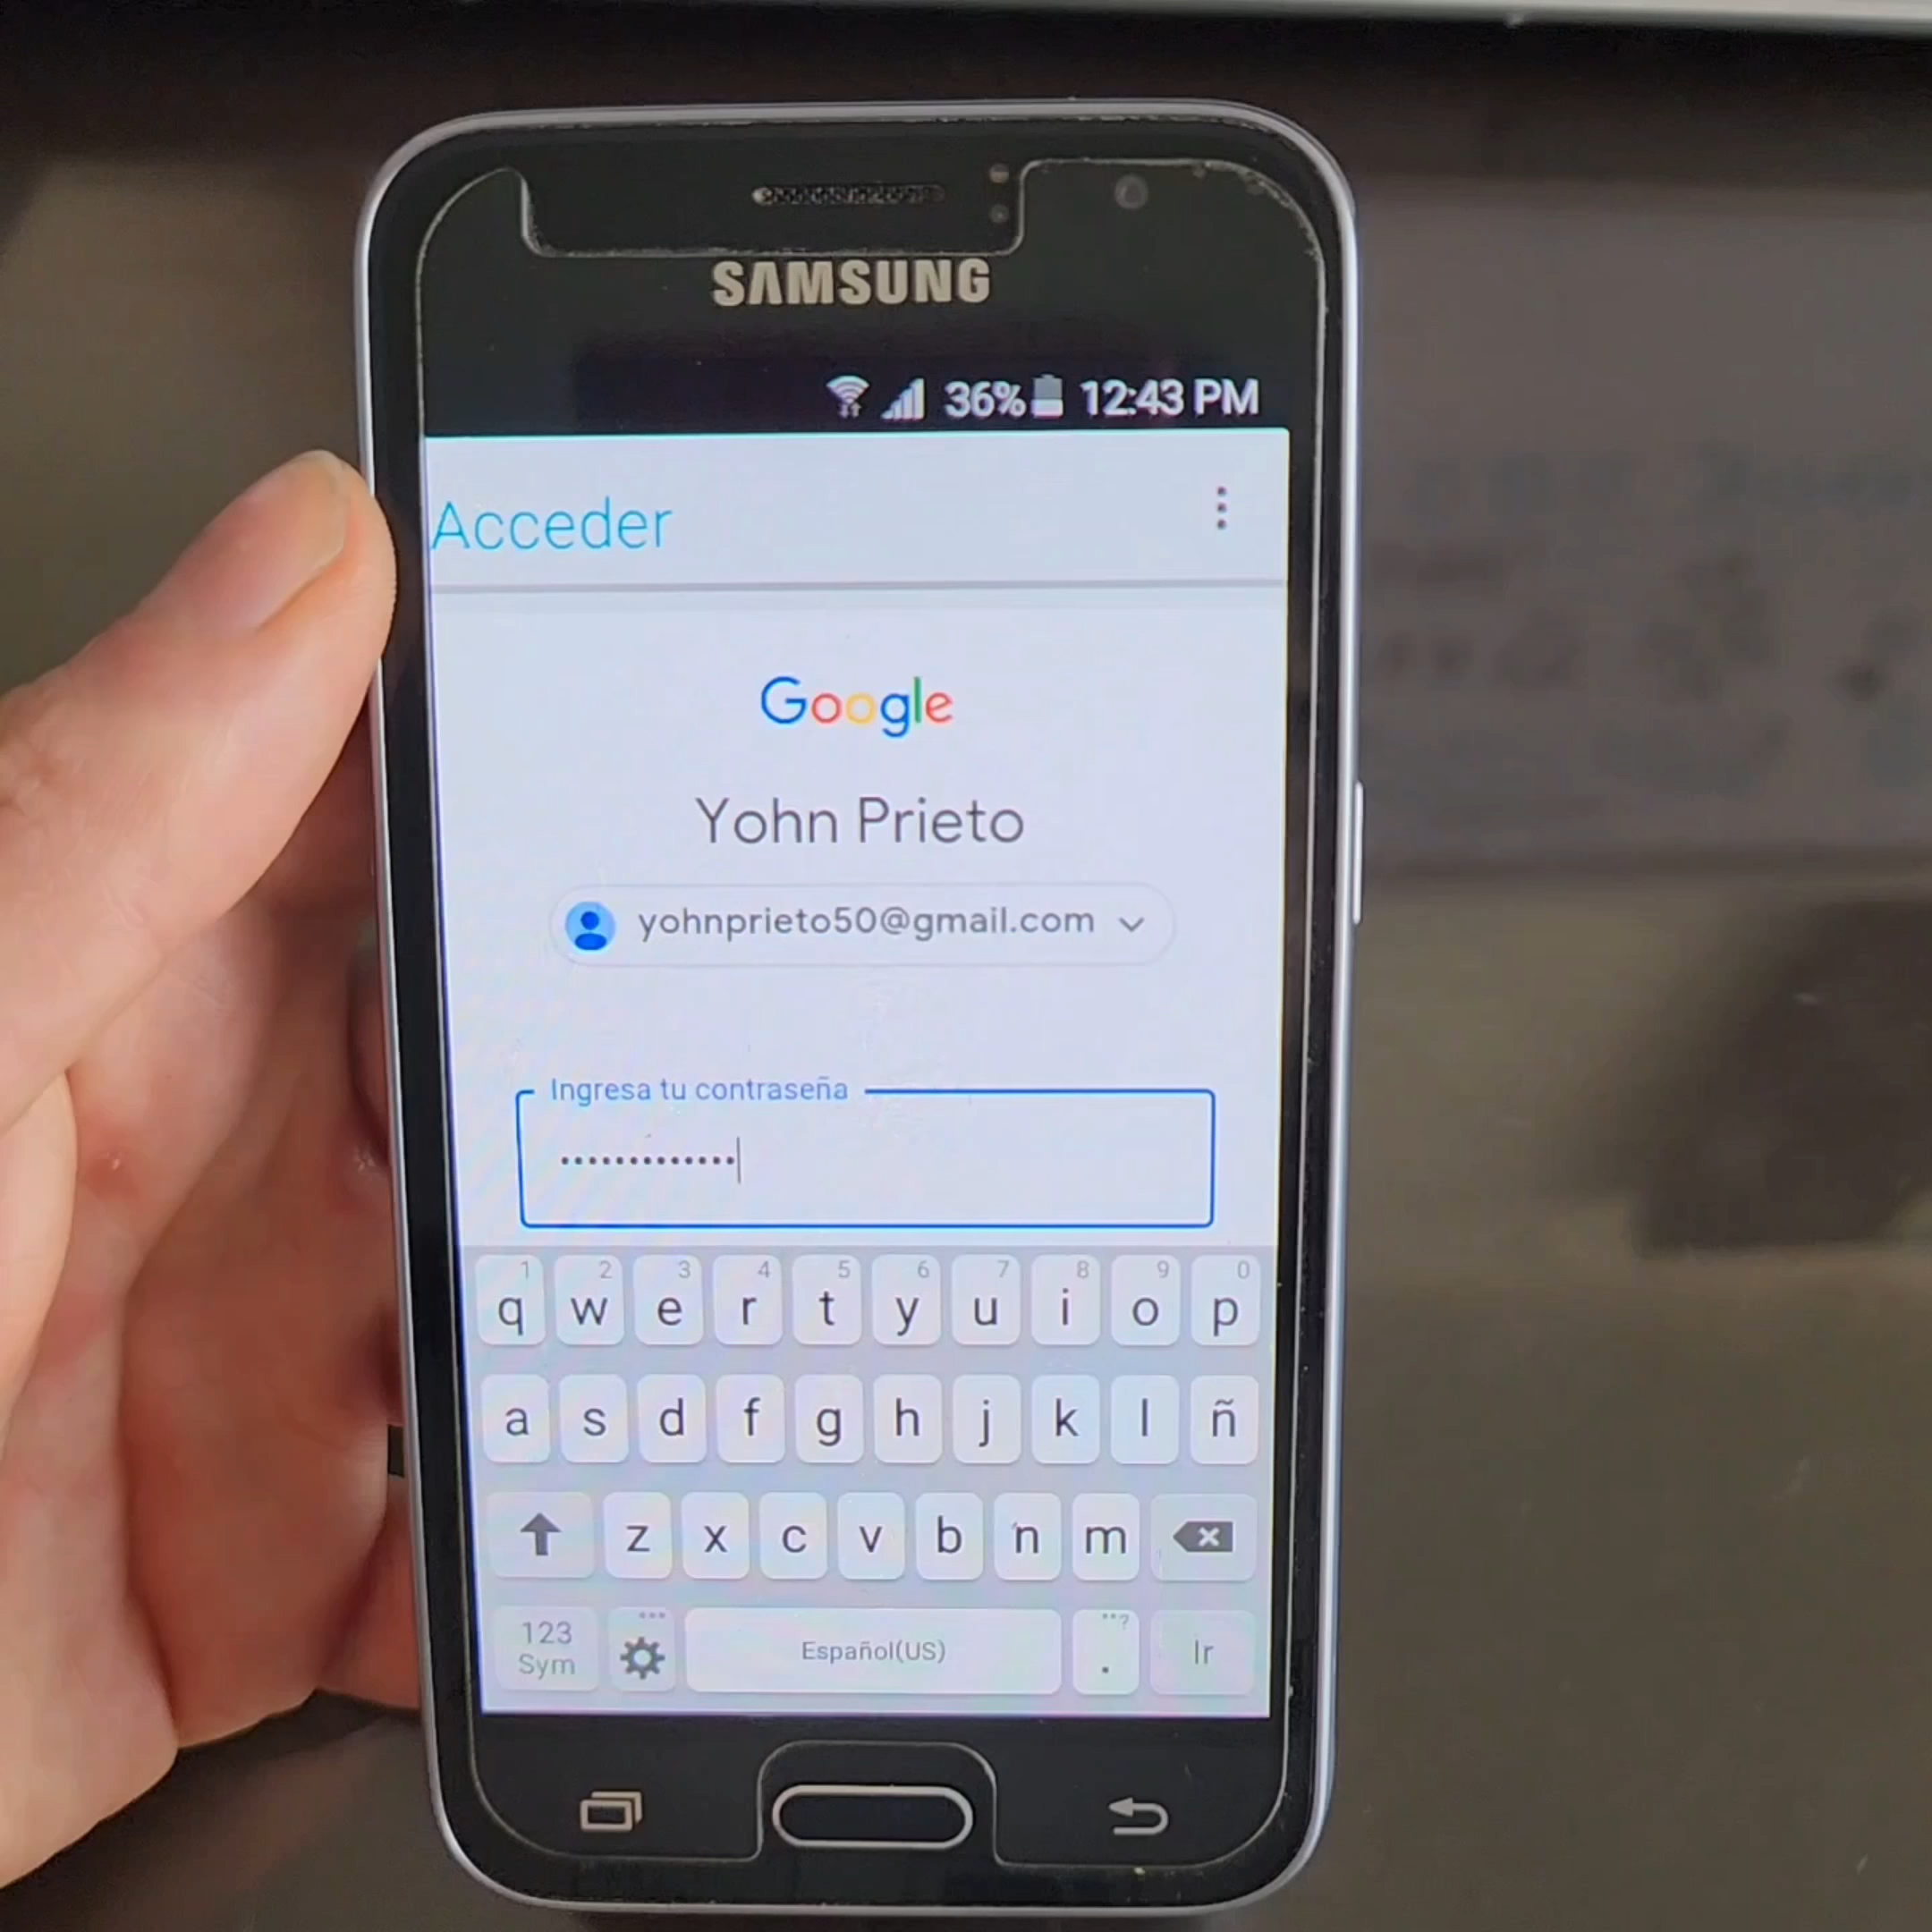 SAMSUNG
36% 12:43 PM
Acceder
Google
Yohn Prieto
yohnprieto50@gmail.com
Ingresa tu contraseña
•••••••••••••
1 2 3 4 5 6 7 8 9 0
q w e r t y u i o p
a s d f g h j k l ñ
z x c v b n m
123
Sym
Español(US)
.
Ir